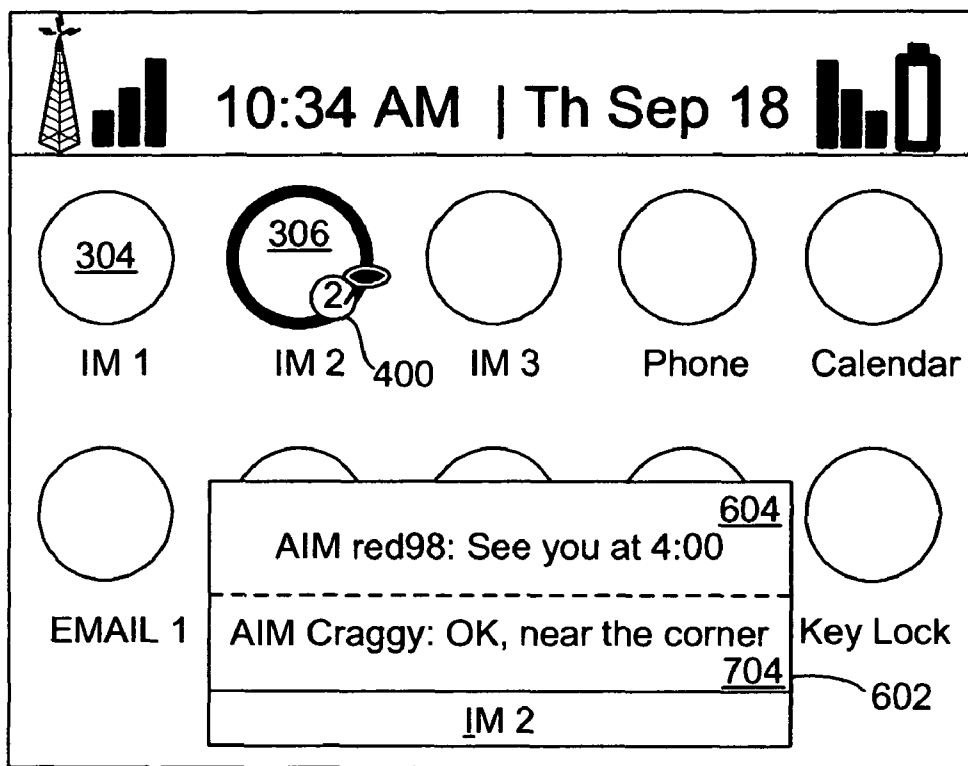 10:34 AM | Th Sep 18
304
306
2
IM 1
IM 2
400
IM 3
Phone
Calendar
604
AIM red98: See you at 4:00
EMAIL 1
AIM Craggy: OK, near the corner
Key Lock
704
602
IM 2